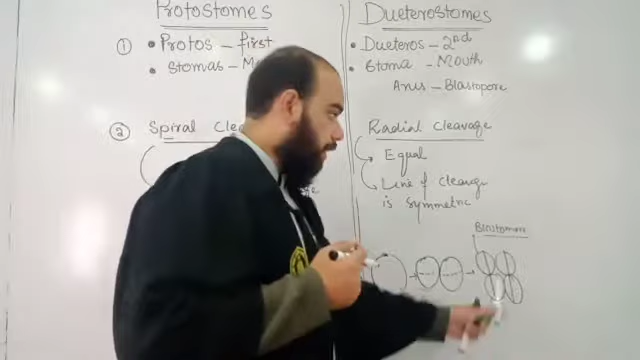 Protostomes
① • Protos - first
• Stomas -
② Spiral
Dueterostomes
• Dueteros - 2nd
• Stoma - Mouth
Anus - Blastopore
Radial cleavage
Equal
Line of cleavage
is symmetric
Blastomere